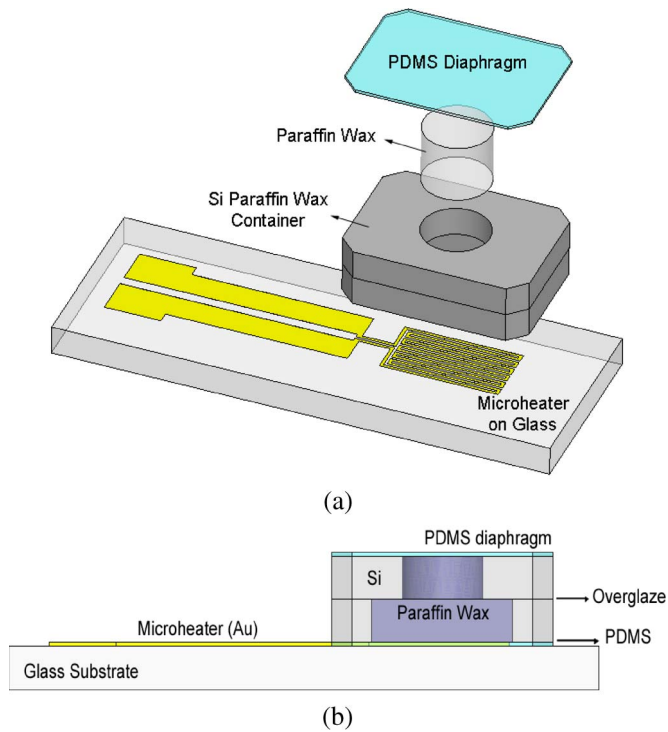 PDMS Diaphragm
Paraffin Wax
Si Paraffin Wax
Container
Microheater
on Glass
(a)
PDMS diaphragm
Si
Overglaze
Paraffin Wax
Microheater (Au)
PDMS
Glass Substrate
(b)